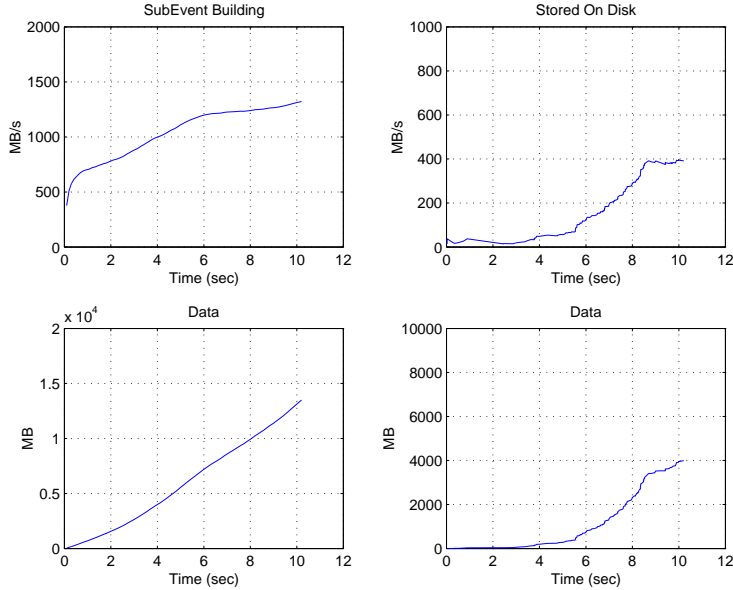 SubEvent Building
2000
1500
1000
500
0
MB/s
0 2 4 6 8 10 12
Time (sec)
Stored On Disk
1000
800
600
400
200
0
MB/s
0 2 4 6 8 10 12
Time (sec)
x 10^4
Data
2
1.5
1
0.5
0
MB
0 2 4 6 8 10 12
Time (sec)
Data
10000
8000
6000
4000
2000
0
MB
0 2 4 6 8 10 12
Time (sec)